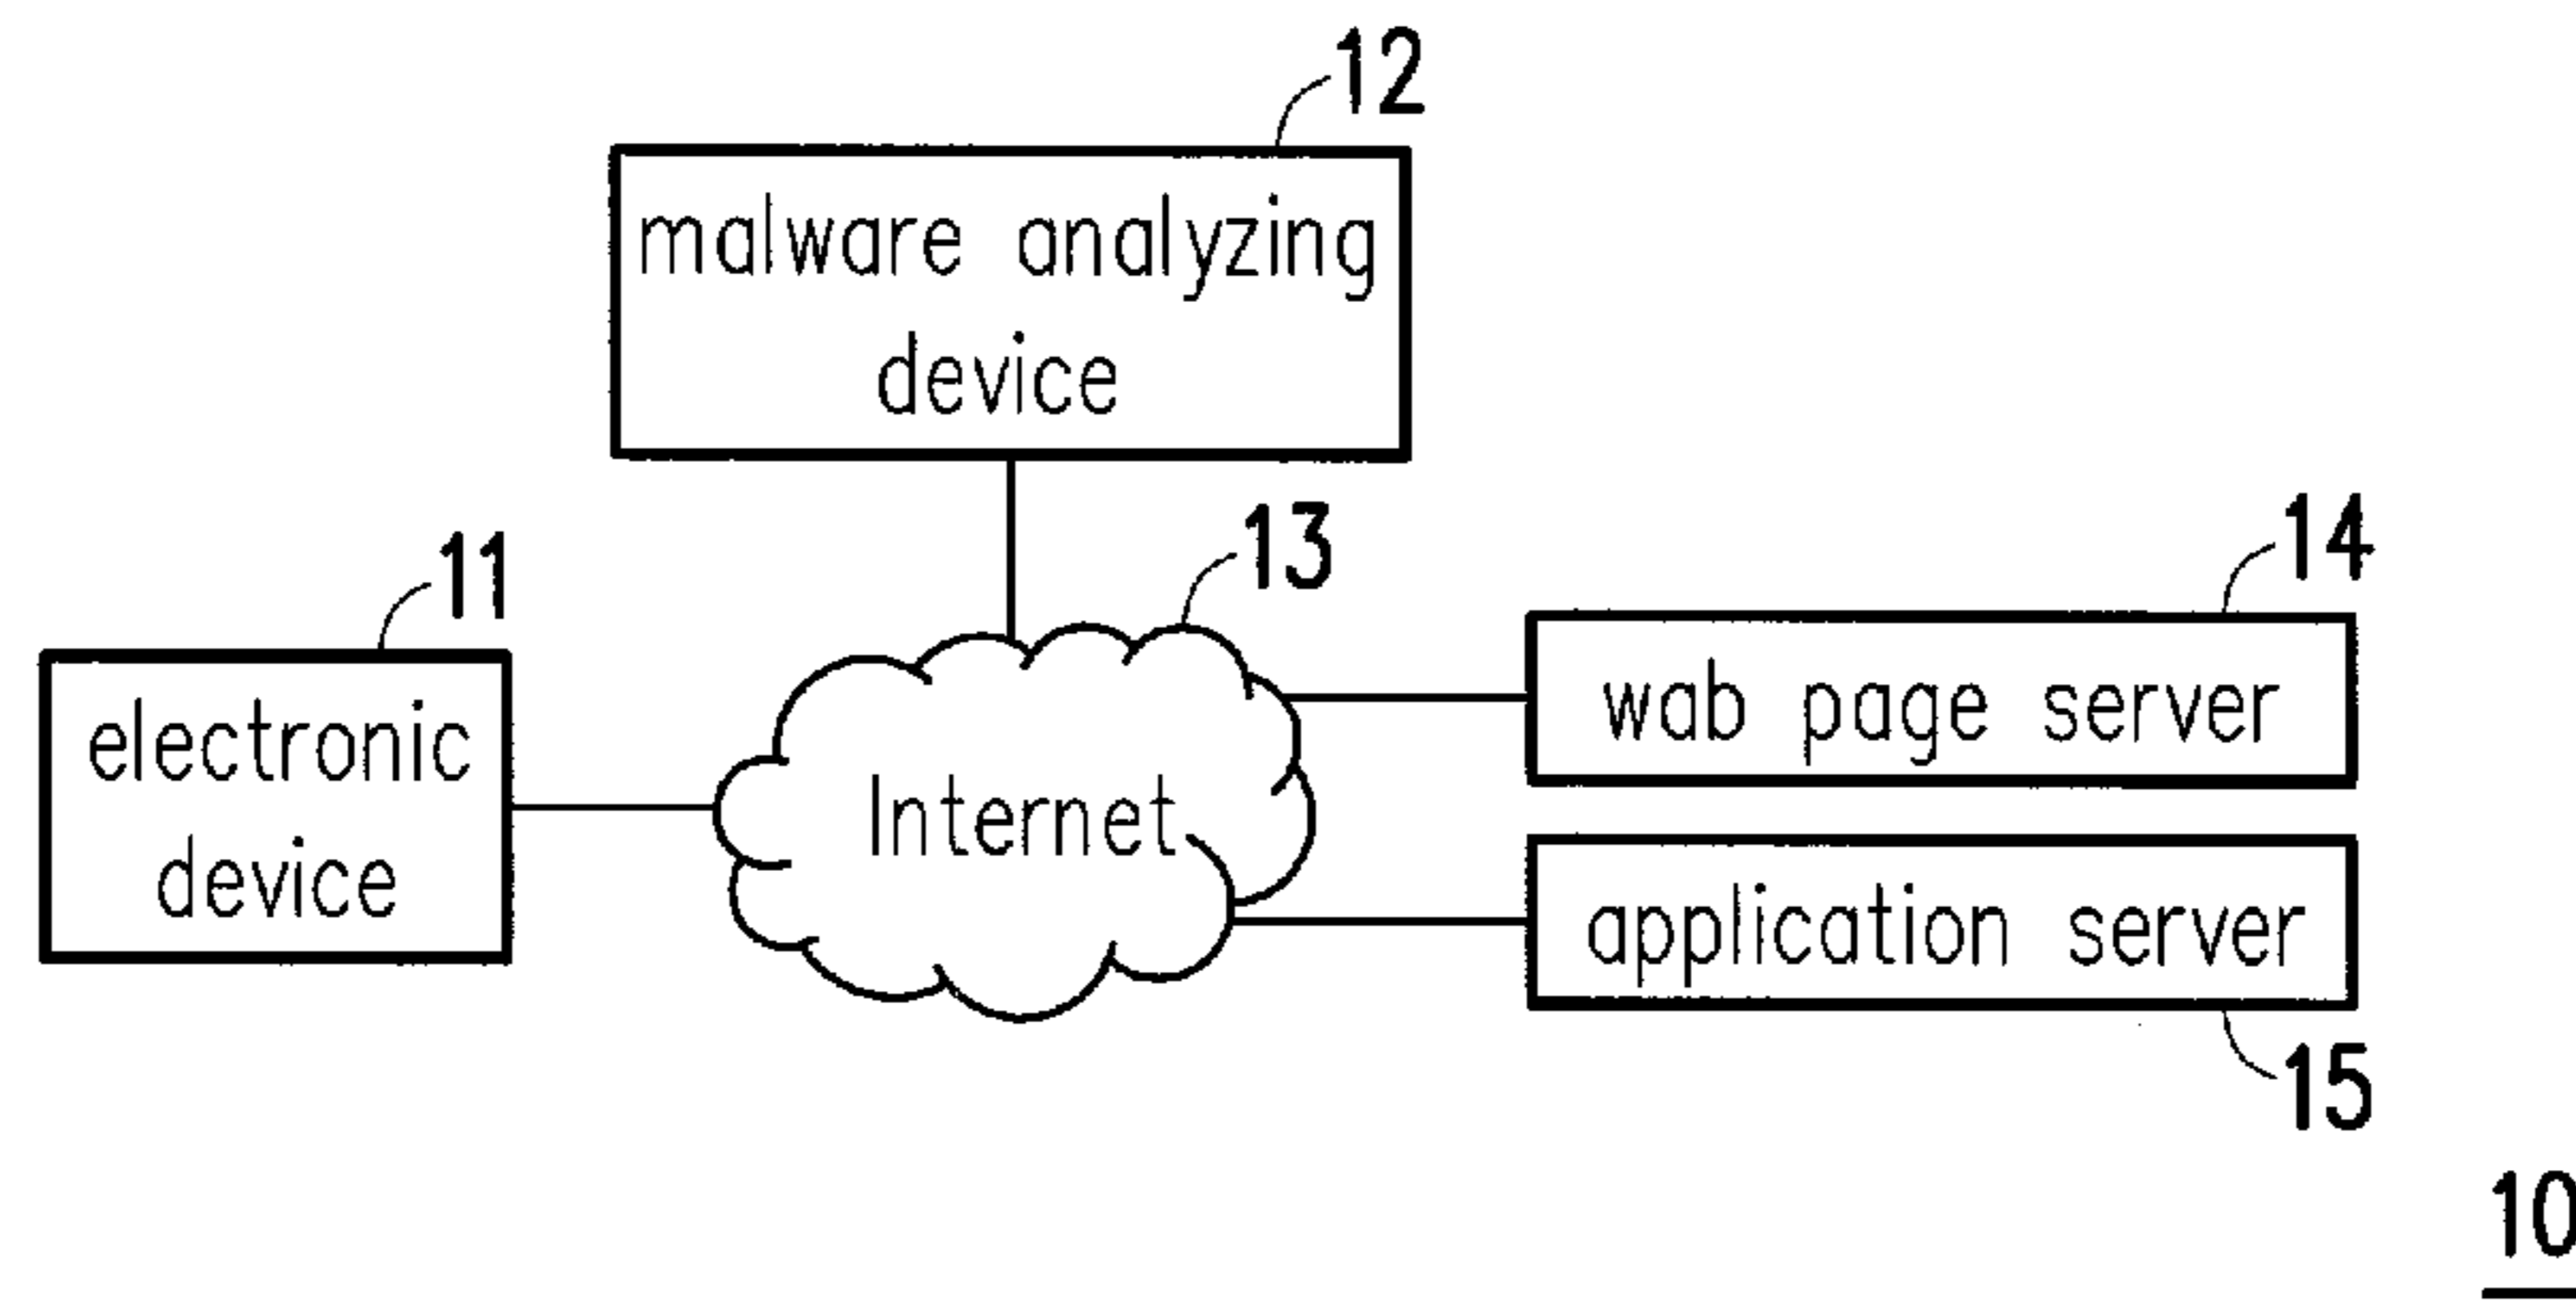 12
malware analyzing
device
13
14
11
wab page server
electronic
device
Internet
application server
15
10